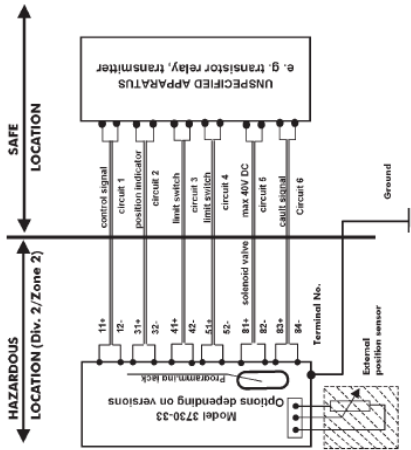 SAFE
LOCATION
HAZARDOUS
LOCATION (Div. 2/Zone 2)
UNSPECIFIED APPARATUS
e. g. transistor relay, transmitter
control signal
circuit 1
position indicator
circuit 2
limit switch
circuit 3
limit switch
circuit 4
max 40V DC
circuit 5
cault signal
Circuit 6
solenoid valve
Ground
11+
12-
31+
32-
41+
42-
51+
52-
81+
82-
83+
84-
Terminal No.
Model 3730-33
Options depending on versions
Programming jack
External
position sensor